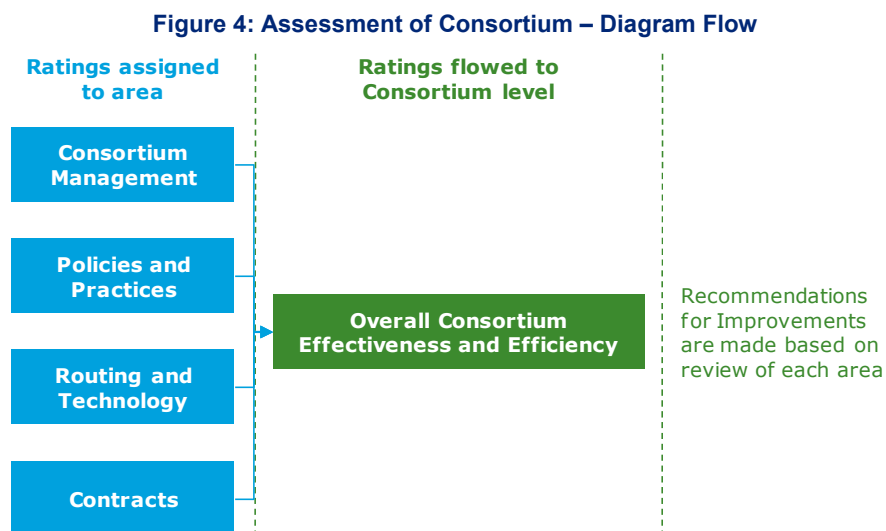 Figure 4: Assessment of Consortium – Diagram Flow
Ratings assigned
to area
Ratings flowed to
Consortium level
Consortium
Management
Policies and
Practices
Routing and
Technology
Contracts
Overall Consortium
Effectiveness and Efficiency
Recommendations
for Improvements
are made based on
review of each area